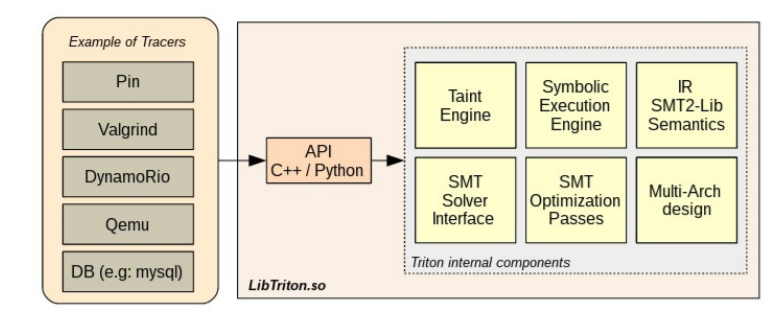 Example of Tracers
Pin
Valgrind
DynamoRio
Qemu
DB (e.g: mysql)
API
C++ / Python
Taint
Engine
Symbolic
Execution
Engine
IR
SMT2-Lib
Semantics
SMT
Solver
Interface
SMT
Optimization
Passes
Multi-Arch
design
Triton internal components
LibTriton.so